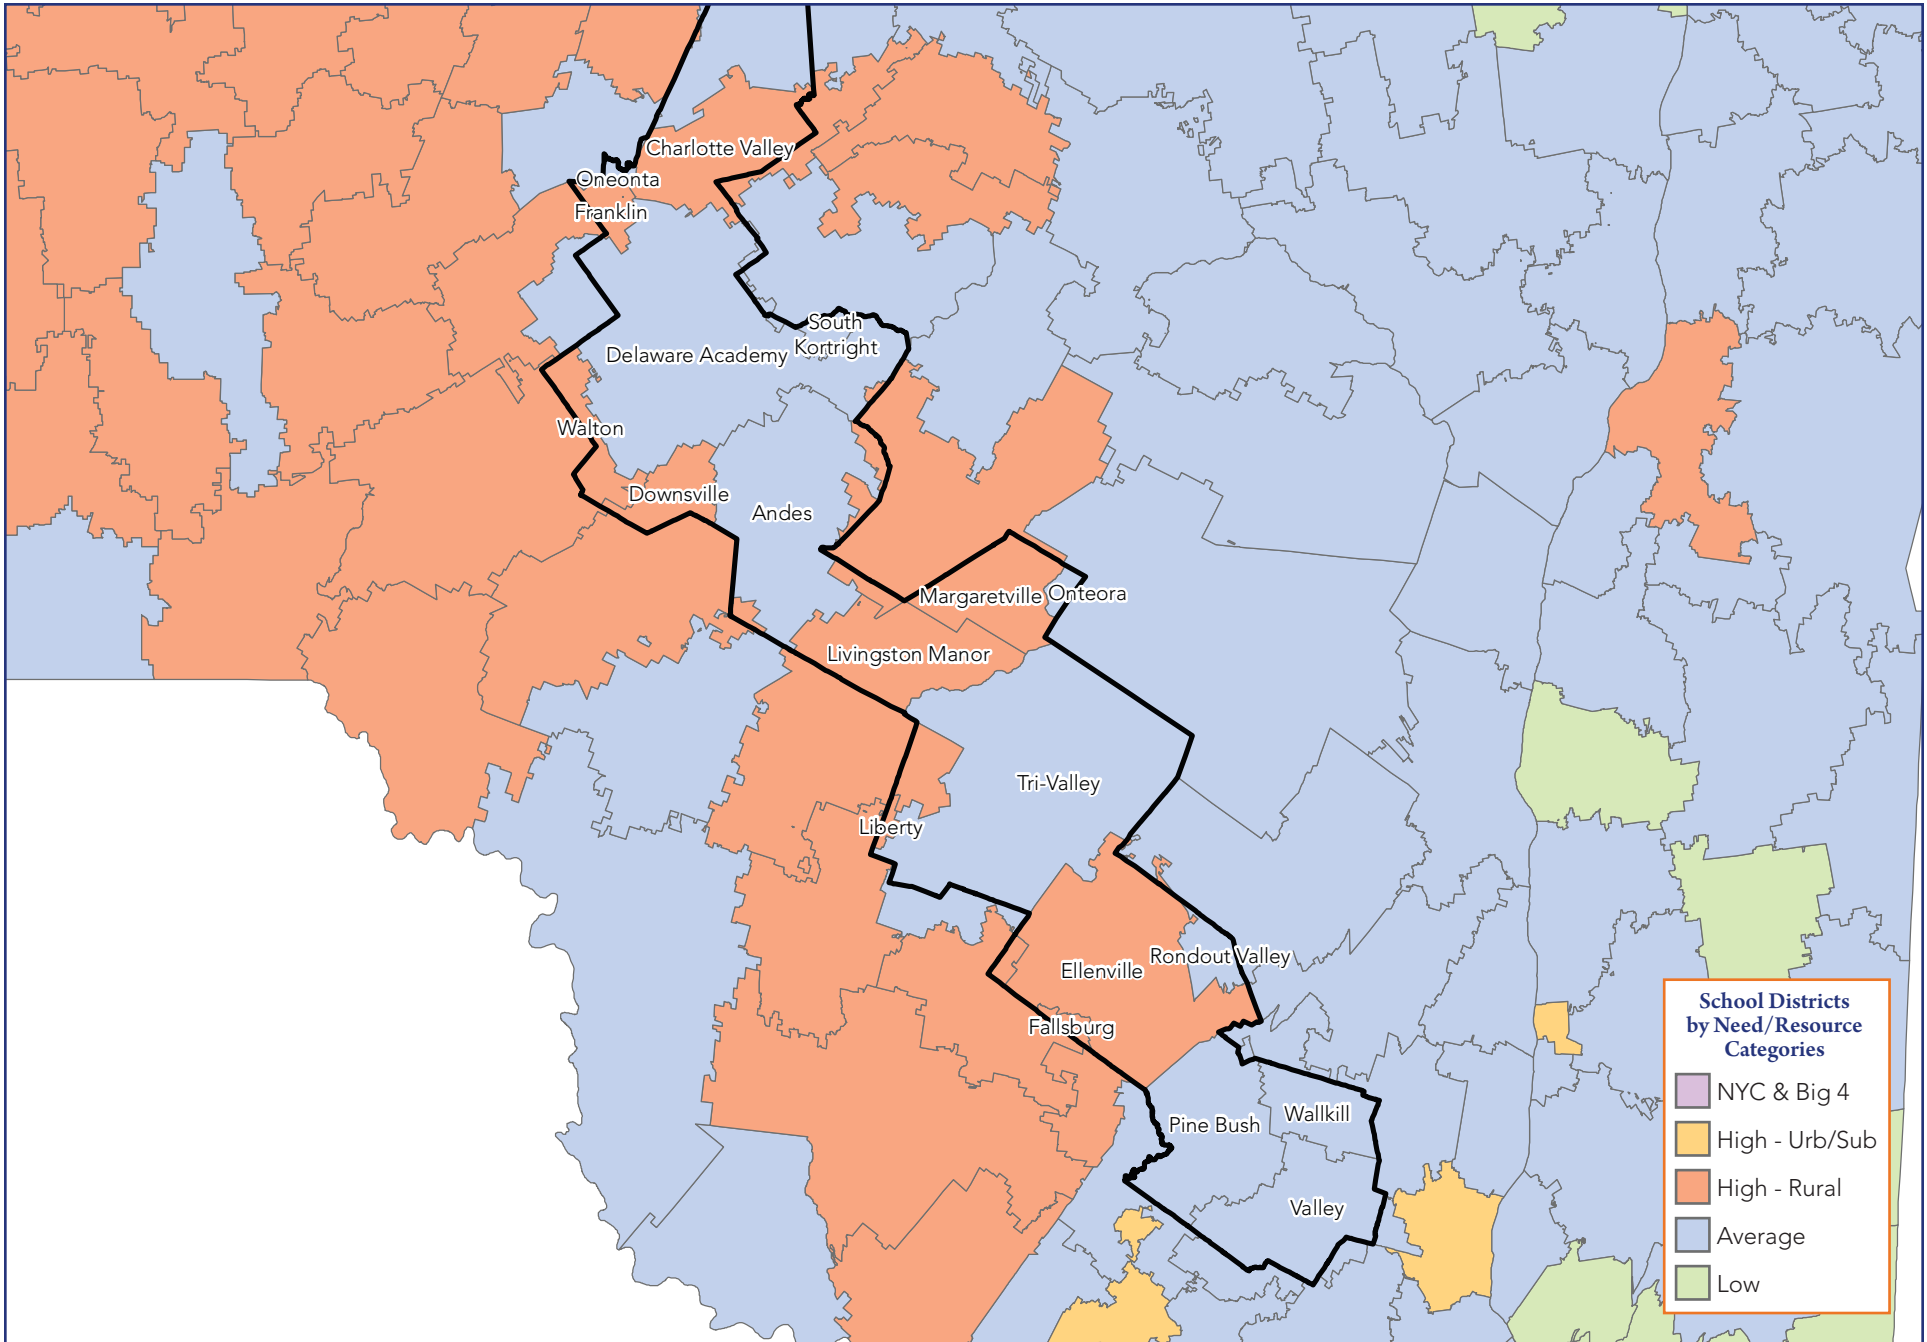 Charlotte Valley
Oneonta
Franklin
South
Kortright
Delaware Academy
Walton
Downsville
Andes
Margaretville
Onteora
Livingston Manor
Tri-Valley
Liberty
Rondout Valley
Ellenville
Fallsburg
Pine Bush
Wallkill
Valley
School Districts
by Need/Resource
Categories
NYC & Big 4
High - Urb/Sub
High - Rural
Average
Low